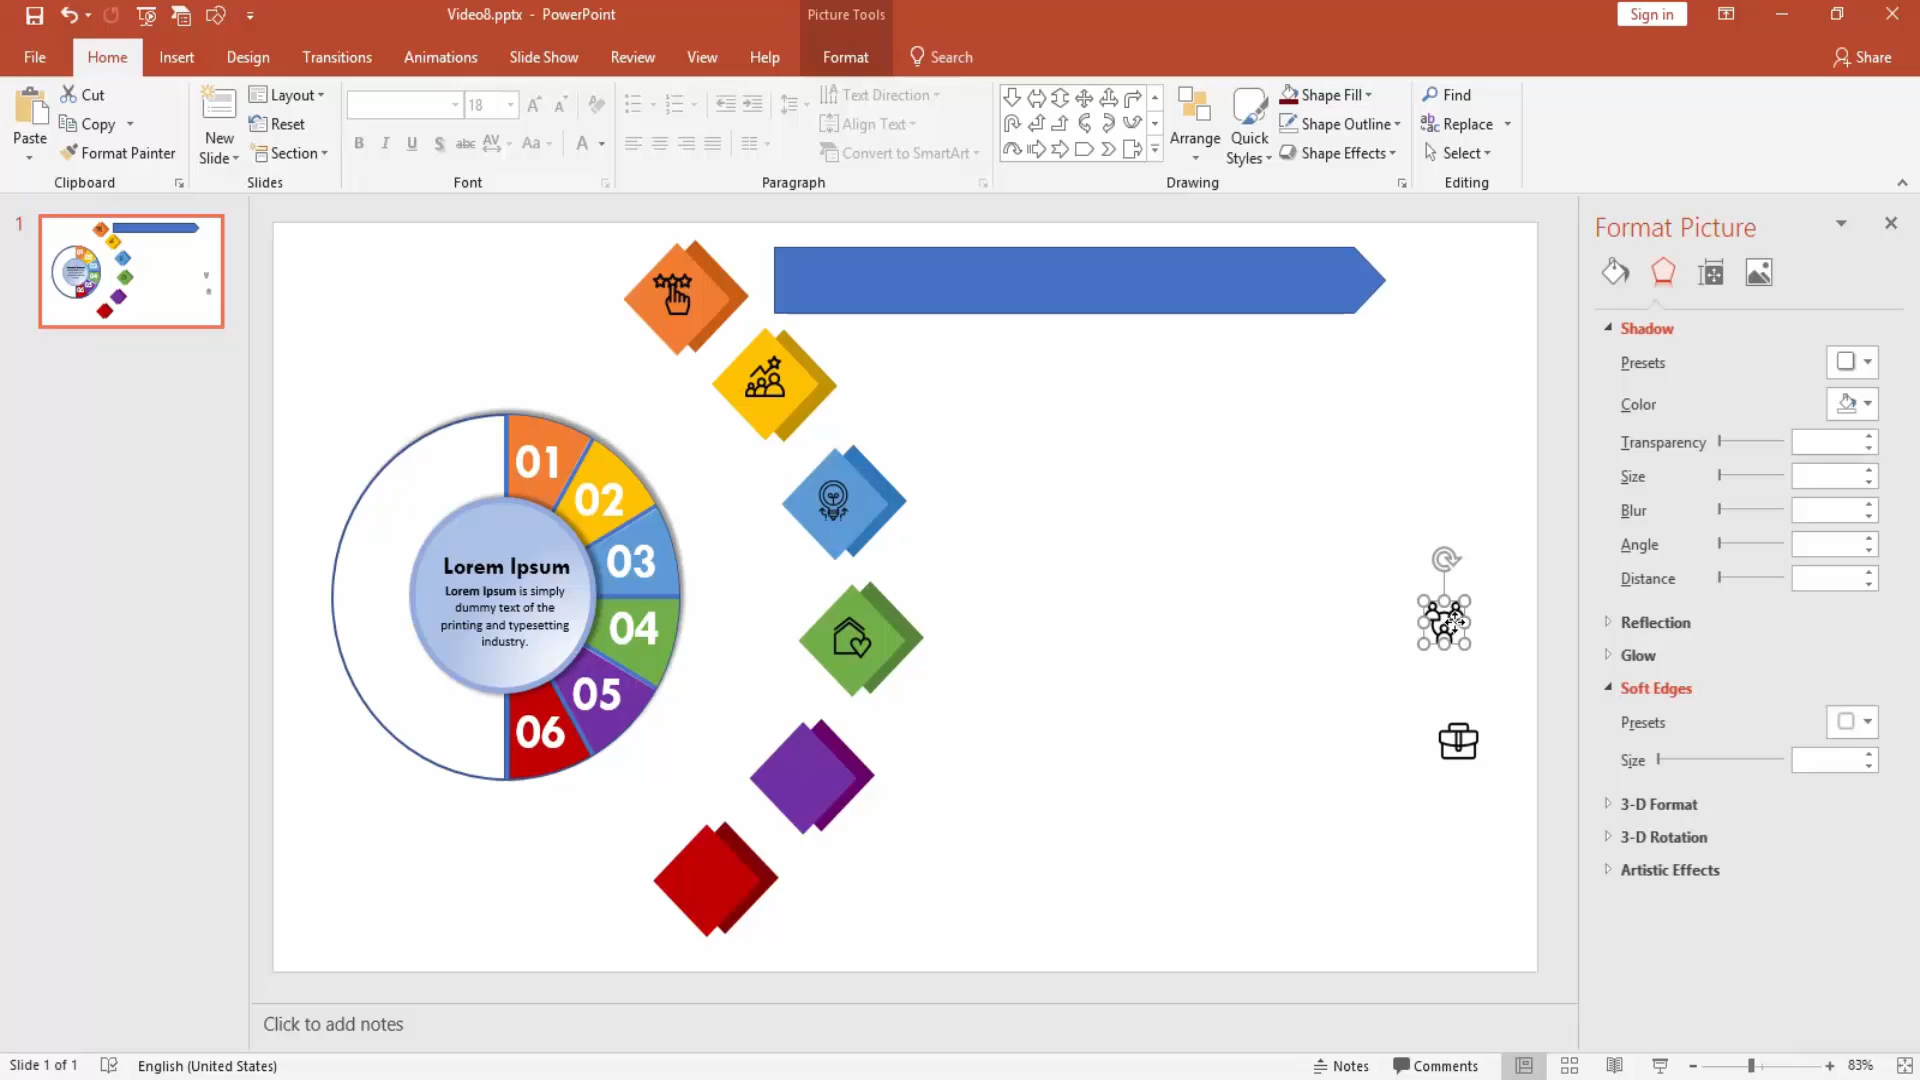 Video8.pptx - PowerPoint
Picture Tools
Sign in
File
Home
Insert
Design
Transitions
Animations
Slide Show
Review
View
Help
Format
Search
Share
Paste
Cut
Copy
Format Painter
Clipboard
New
Slide
Layout
Reset
Section
Slides
18
B I U S abc AV Aa A
Font
Text Direction
Align Text
Convert to SmartArt
Paragraph
Arrange
Quick
Styles
Shape Fill
Shape Outline
Shape Effects
Drawing
Find
Replace
Select
Editing
1
01
02
03
04
05
06
Lorem Ipsum
Lorem Ipsum is simply
dummy text of the
printing and typesetting
industry.
Format Picture
Shadow
Presets
Color
Transparency
Size
Blur
Angle
Distance
Reflection
Glow
Soft Edges
Presets
Size
3-D Format
3-D Rotation
Artistic Effects
Click to add notes
Slide 1 of 1
English (United States)
Notes
Comments
83%